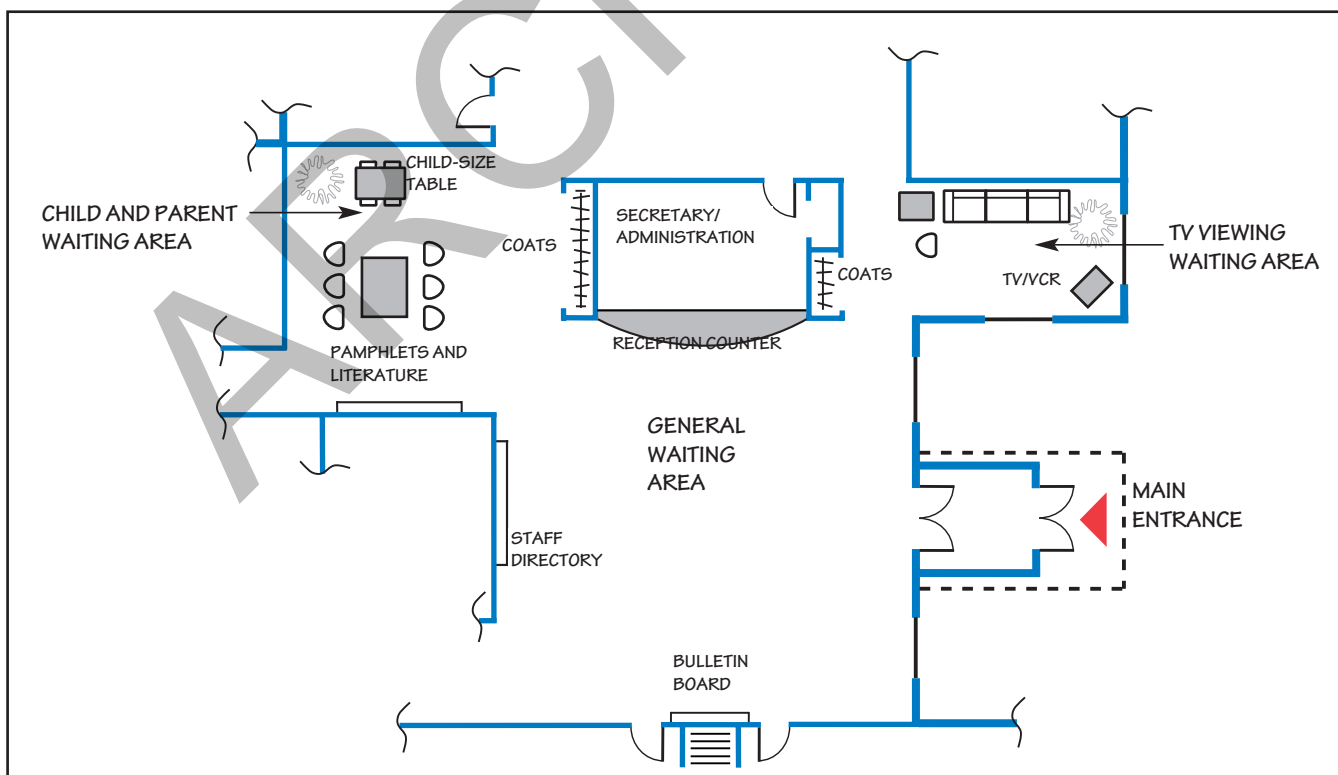 ARCH
CHILD-SIZE
TABLE
CHILD AND PARENT
WAITING AREA
COATS
SECRETARY/
ADMINISTRATION
COATS
TV VIEWING
WAITING AREA
TV/VCR
RECEPTION COUNTER
PAMPHLETS AND
LITERATURE
GENERAL
WAITING
AREA
MAIN
ENTRANCE
STAFF
DIRECTORY
BULLETIN
BOARD